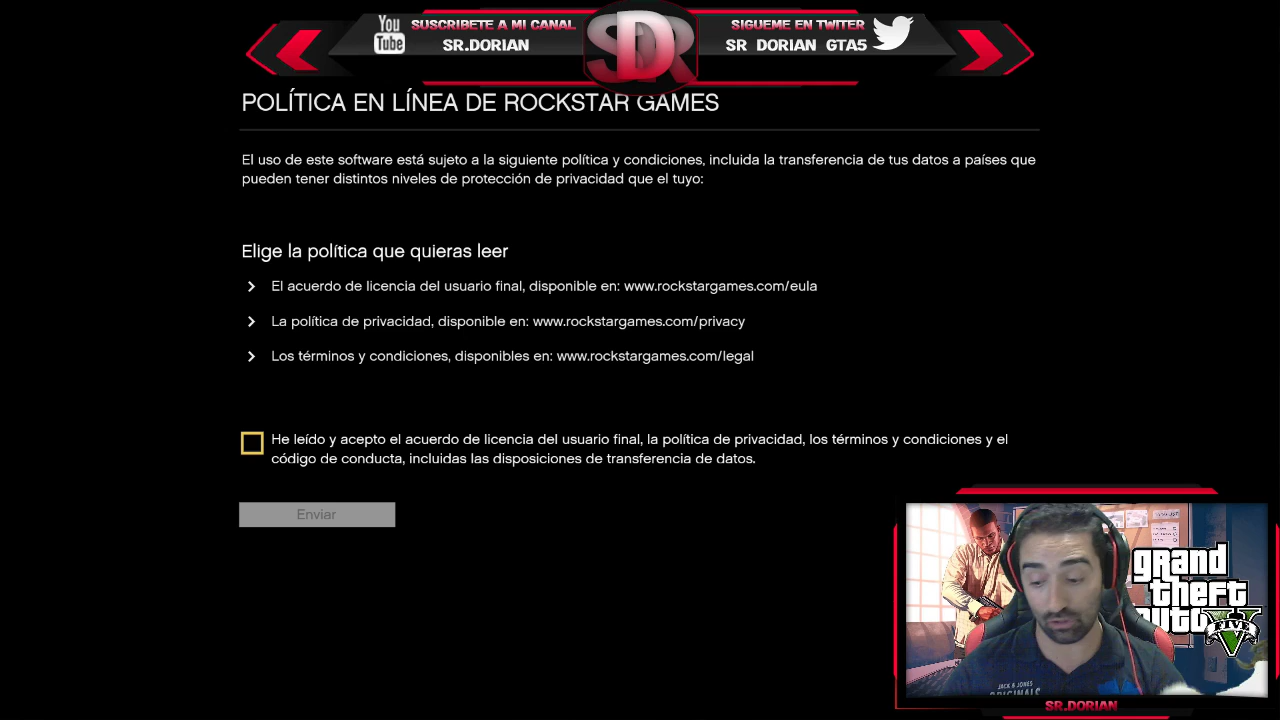 You
Tube
SUSCRIBETE A MI CANAL
SR.DORIAN
SDR
SIGUEME EN TWITER
SR DORIAN GTA5
POLÍTICA EN LÍNEA DE ROCKSTAR GAMES
El uso de este software está sujeto a la siguiente política y condiciones, incluida la transferencia de tus datos a países que
pueden tener distintos niveles de protección de privacidad que el tuyo:
Elige la política que quieras leer
El acuerdo de licencia del usuario final, disponible en: www.rockstargames.com/eula
La política de privacidad, disponible en: www.rockstargames.com/privacy
Los términos y condiciones, disponibles en: www.rockstargames.com/legal
He leído y acepto el acuerdo de licencia del usuario final, la política de privacidad, los términos y condiciones y el
código de conducta, incluidas las disposiciones de transferencia de datos.
Enviar
grand
theft
auto
FIVE
JACK & JONES
ORIGINALS
SR.DORIAN